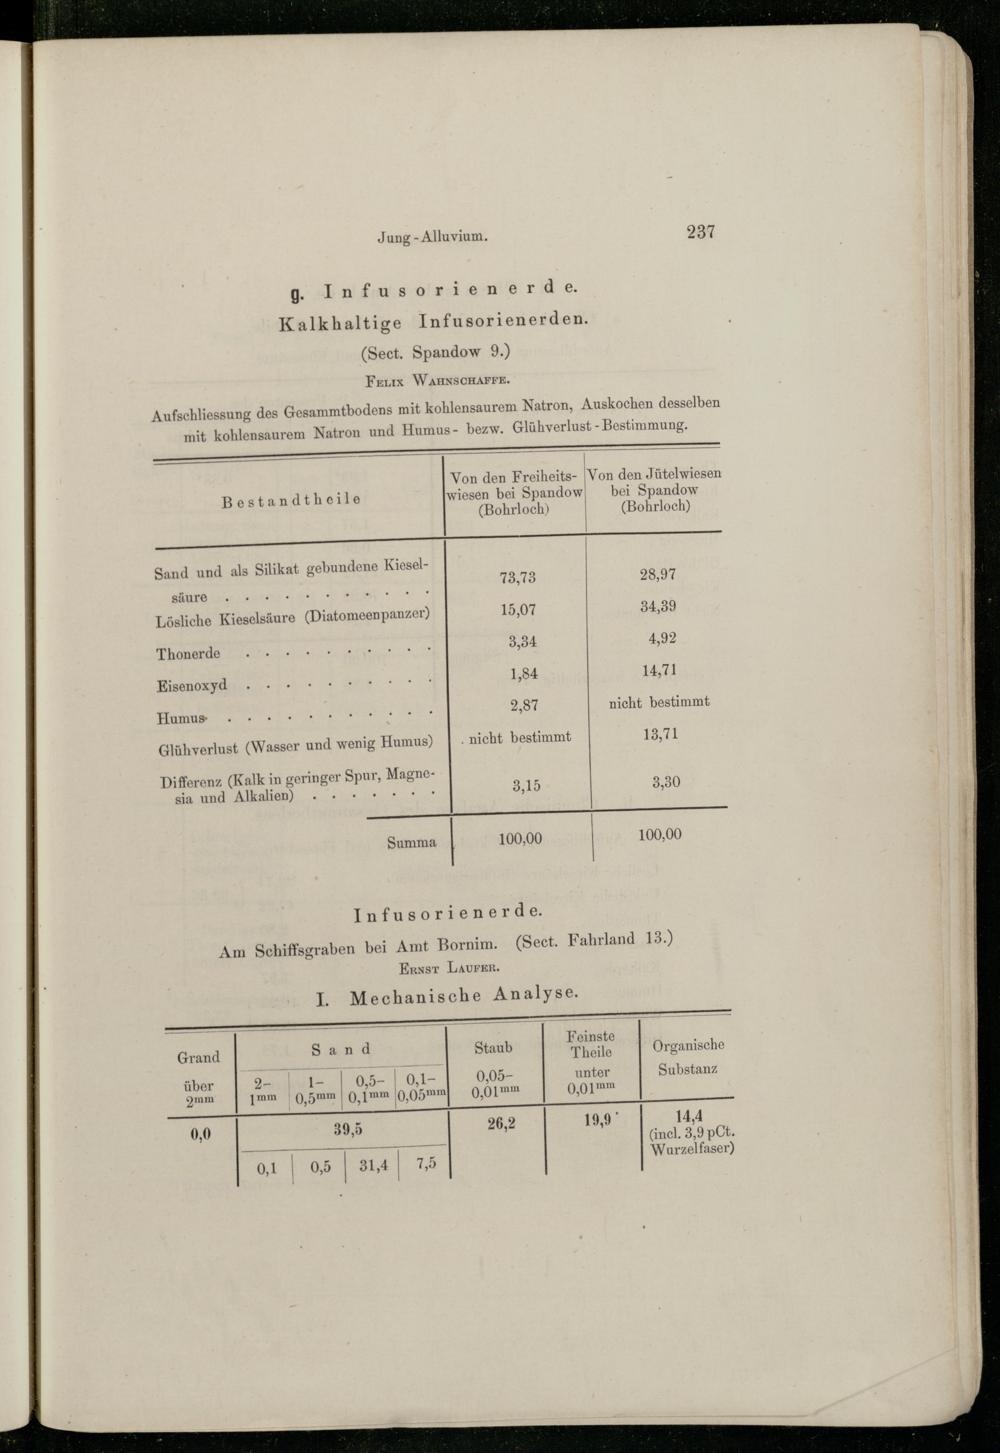 Jung-Alluvium. 237
g. Infusorienerde.
Kalkhaltige Infusorienerden.
(Sect. Spandow 9.)
FELIX WAHNSCHAFFE.
Aufschliessung des Gesammtbodens mit kohlensaurem Natron, Auskochen desselben
mit kohlensaurem Natron und Humus- bezw. Glühverlust-Bestimmung.
Bestandtheile
Von den Freiheits-
wiesen bei Spandow
(Bohrloch)
Von den Jütelwiesen
bei Spandow
(Bohrloch)
Sand und als Silikat gebundene Kiesel-
säure . . . . . . . . . . . 73,73 28,97
Lösliche Kieselsäure (Diatomeenpanzer) 15,07 34,39
Thonerde . . . . . . . . . . 3,34 4,92
Eisenoxyd . . . . . . . . . . 1,84 14,71
Humus . . . . . . . . . . . 2,87 nicht bestimmt
Glühverlust (Wasser und wenig Humus) nicht bestimmt 13,71
Differenz (Kalk in geringer Spur, Magne-
sia und Alkalien) . . . . . . . 3,15 3,30
Summa 100,00 100,00
Infusorienerde.
Am Schiffsgraben bei Amt Bornim. (Sect. Fahrland 13.)
ERNST LAUFER.
I. Mechanische Analyse.
Grand
über
2mm
Sand
2– 1– 0,5– 0,1–
1mm 0,5mm 0,1mm 0,05mm
Staub
0,05–
0,01mm
Feinste
Theile
unter
0,01mm
Organische
Substanz
0,0 39,5 26,2 19,9 14,4
(incl. 3,9 pCt.
Wurzelfaser)
0,1 0,5 31,4 7,5